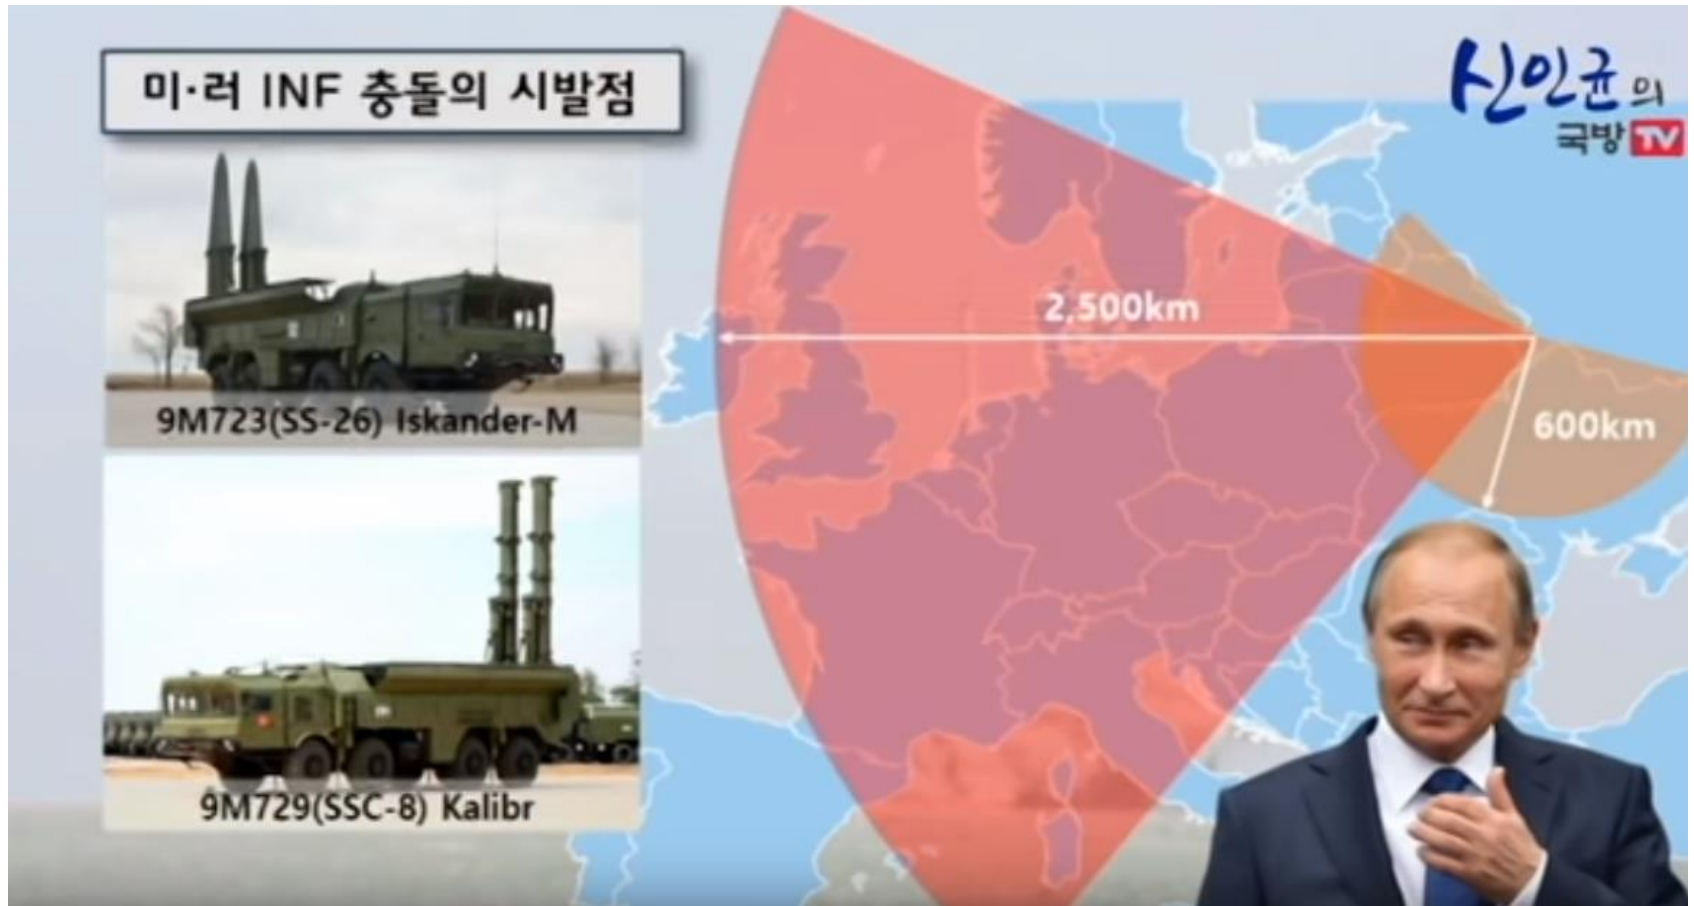 미·러 INF 충돌의 시발점
신인균의
국방TV
9M723(SS-26) Iskander-M
2,500km
600km
9M729(SSC-8) Kalibr